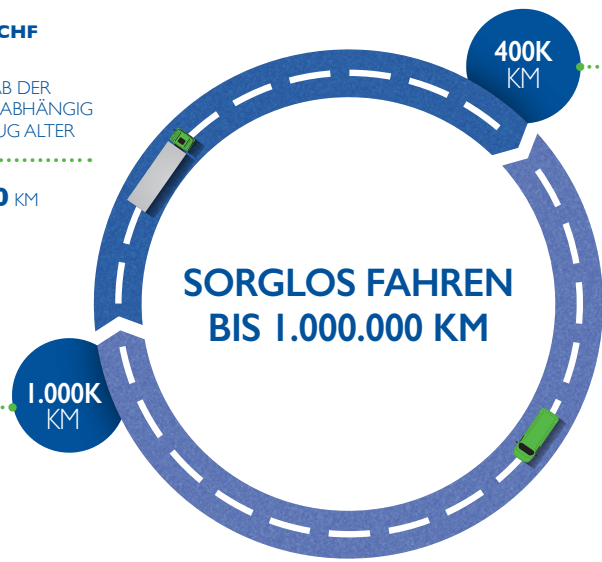 CHF
AB DER
ABHÄNGIG
UG ALTER
0 KM
400K
KM
SORGLOS FAHREN
BIS 1.000.000 KM
1.000K
KM